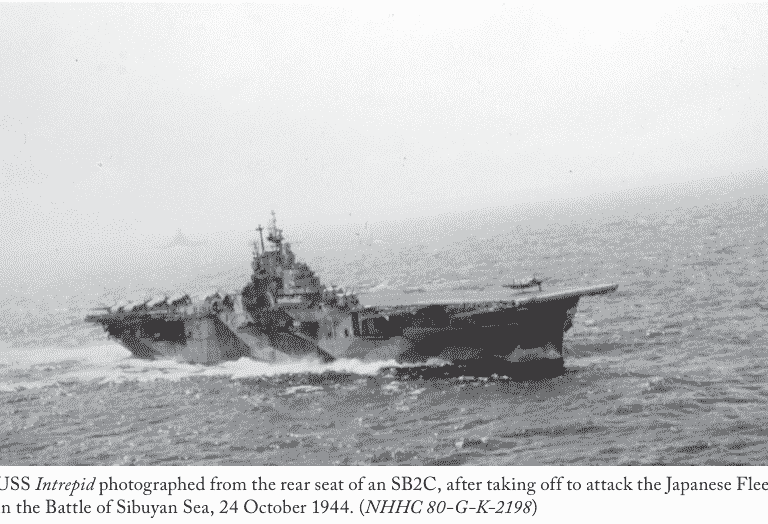 USS Intrepid photographed from the rear seat of an SB2C, after taking off to attack the Japanese Flee
n the Battle of Sibuyan Sea, 24 October 1944. (NHHC 80-G-K-2198)